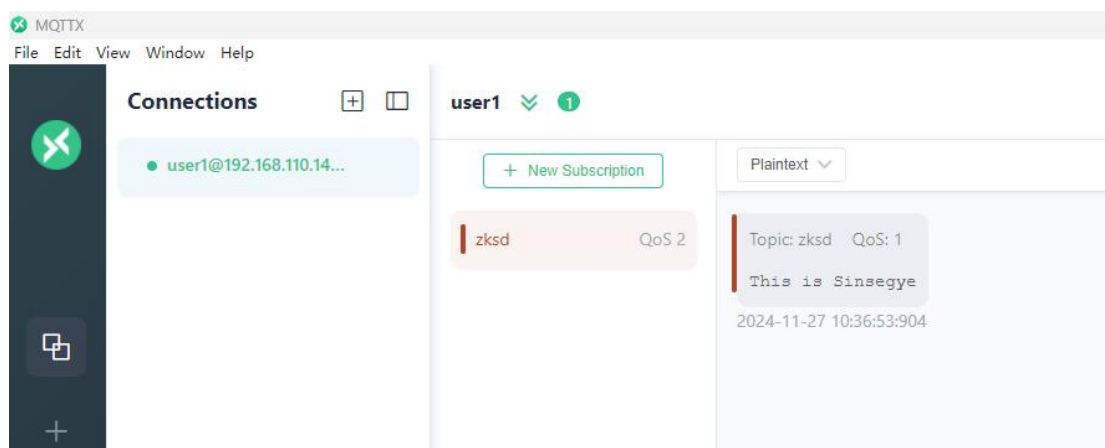 MQTTX
File Edit View Window Help
Connections
user1 1
user1@192.168.110.14...
+ New Subscription
Plaintext
zksd QoS 2
Topic: zksd QoS: 1
This is Sinsegye
2024-11-27 10:36:53:904